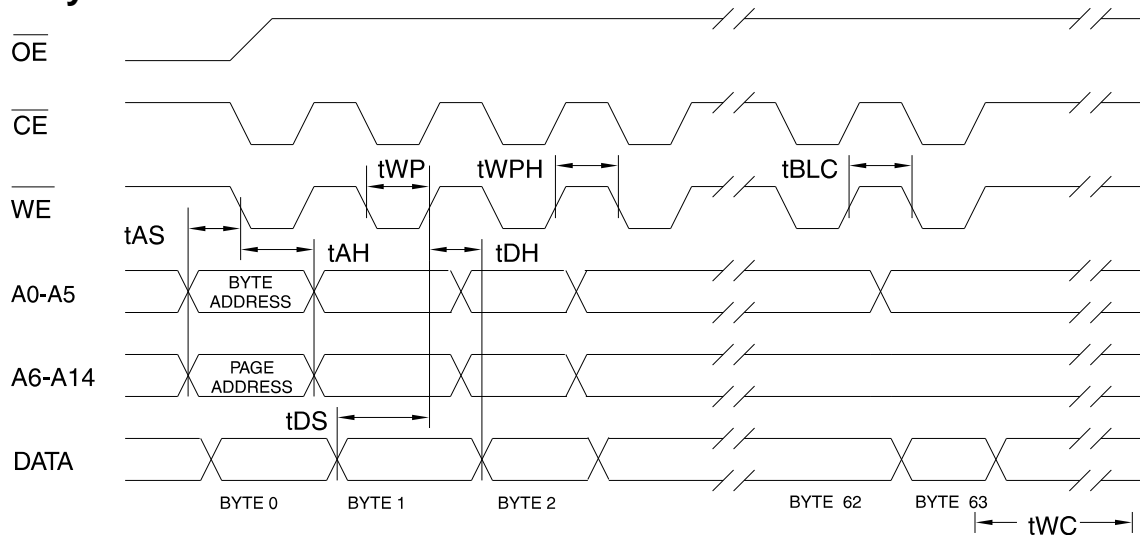 OE
CE
tWP
tWPH
tBLC
WE
tAS
tAH
tDH
A0-A5
BYTE
ADDRESS
A6-A14
PAGE
ADDRESS
tDS
DATA
BYTE 0
BYTE 1
BYTE 2
BYTE 62
BYTE 63
tWC